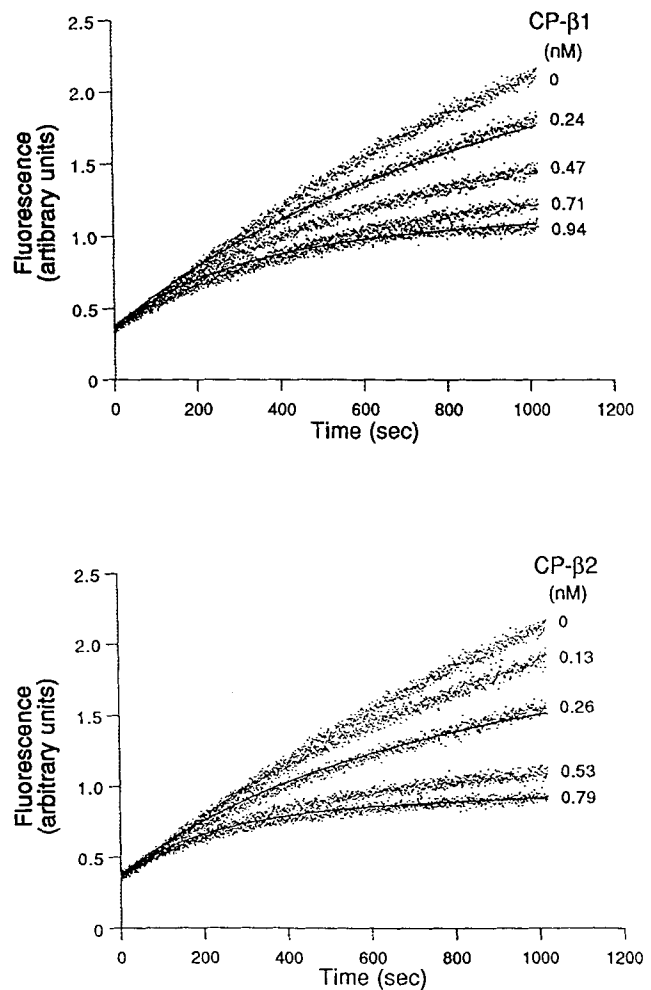 CP-β1
(nM)
2.5
2.0
1.5
1.0
0.5
0
Fluorescence
(artibrary units)
0
0.24
0.47
0.71
0.94
0 200 400 600 800 1000 1200
Time (sec)
CP-β2
(nM)
2.5
2.0
1.5
1.0
0.5
0
Fluorescence
(arbitrary units)
0
0.13
0.26
0.53
0.79
0 200 400 600 800 1000 1200
Time (sec)